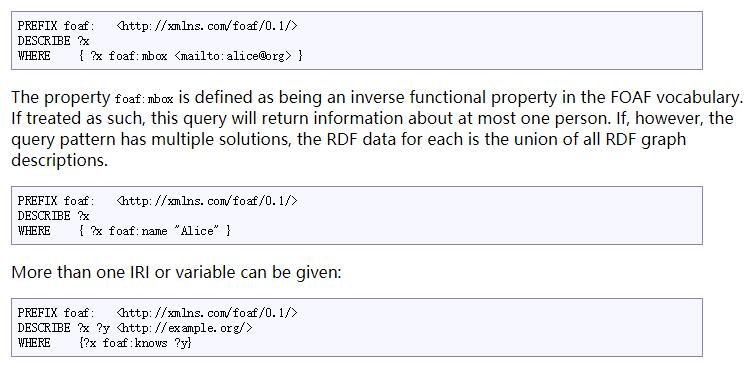 PREFIX foaf:   <http://xmlns.com/foaf/0.1/>
DESCRIBE ?x
WHERE    { ?x foaf:mbox <mailto:alice@org> }
The property foaf:mbox is defined as being an inverse functional property in the FOAF vocabulary.
If treated as such, this query will return information about at most one person. If, however, the
query pattern has multiple solutions, the RDF data for each is the union of all RDF graph
descriptions.
PREFIX foaf:   <http://xmlns.com/foaf/0.1/>
DESCRIBE ?x
WHERE    { ?x foaf:name "Alice" }
More than one IRI or variable can be given:
PREFIX foaf:   <http://xmlns.com/foaf/0.1/>
DESCRIBE ?x ?y <http://example.org/>
WHERE    {?x foaf:knows ?y}